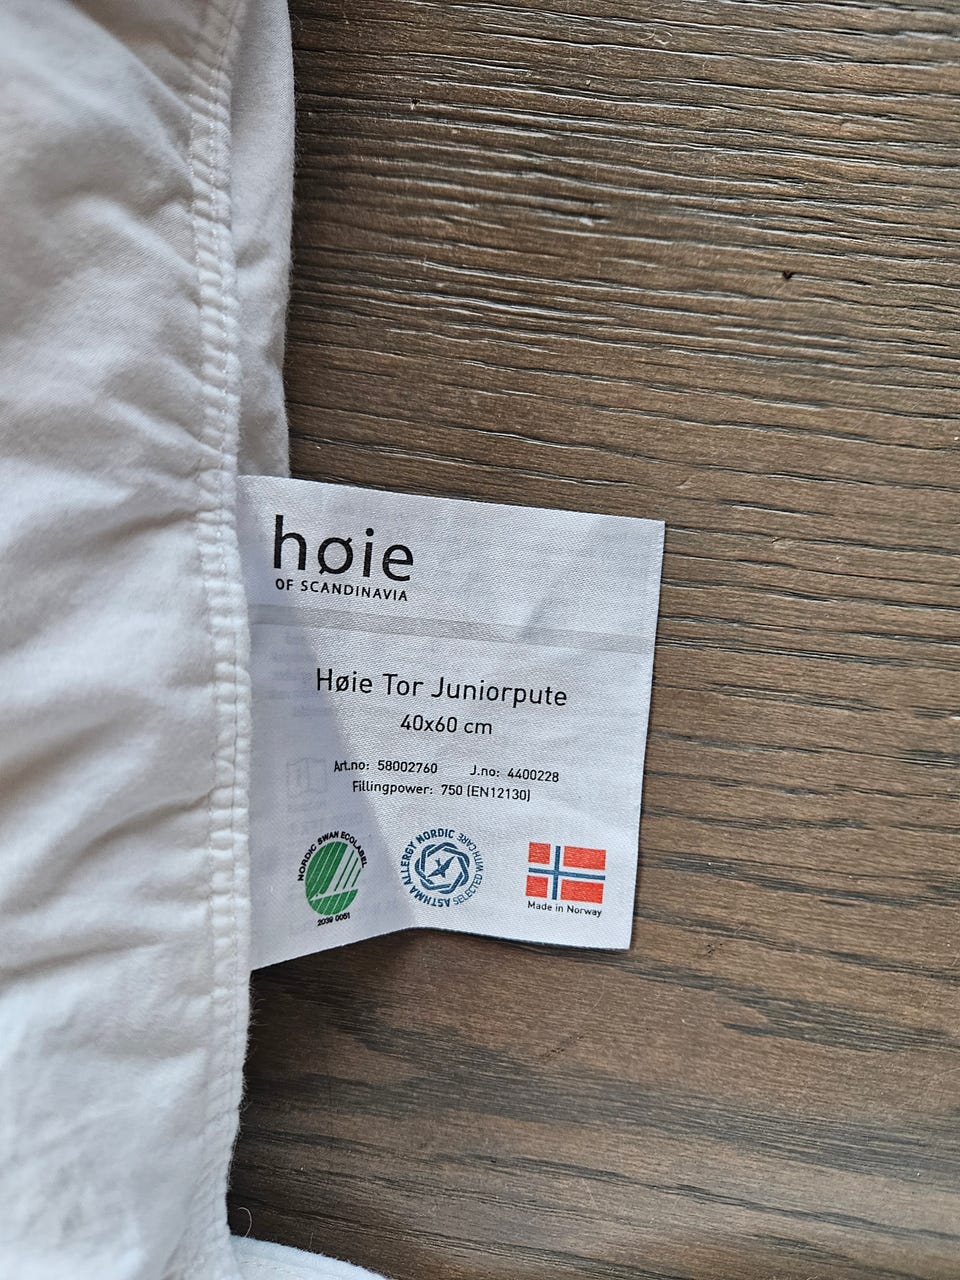 høie
OF SCANDINAVIA
Høie Tor Juniorpute
40x60 cm
Art.no: 58002760 J.no: 4400228
Fillingpower: 750 (EN12130)
NORDIC SWAN ECOLABEL
2039 0051
ASTHMA ALLERGY NORDIC
SELECTED WITH CARE
Made in Norway